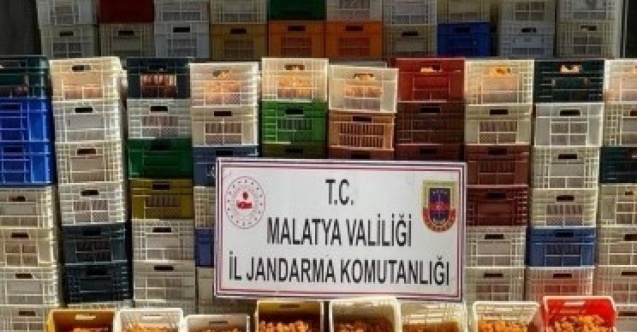 T.C.
MALATYA VALİLİĞİ
İL JANDARMA KOMUTANLIĞI